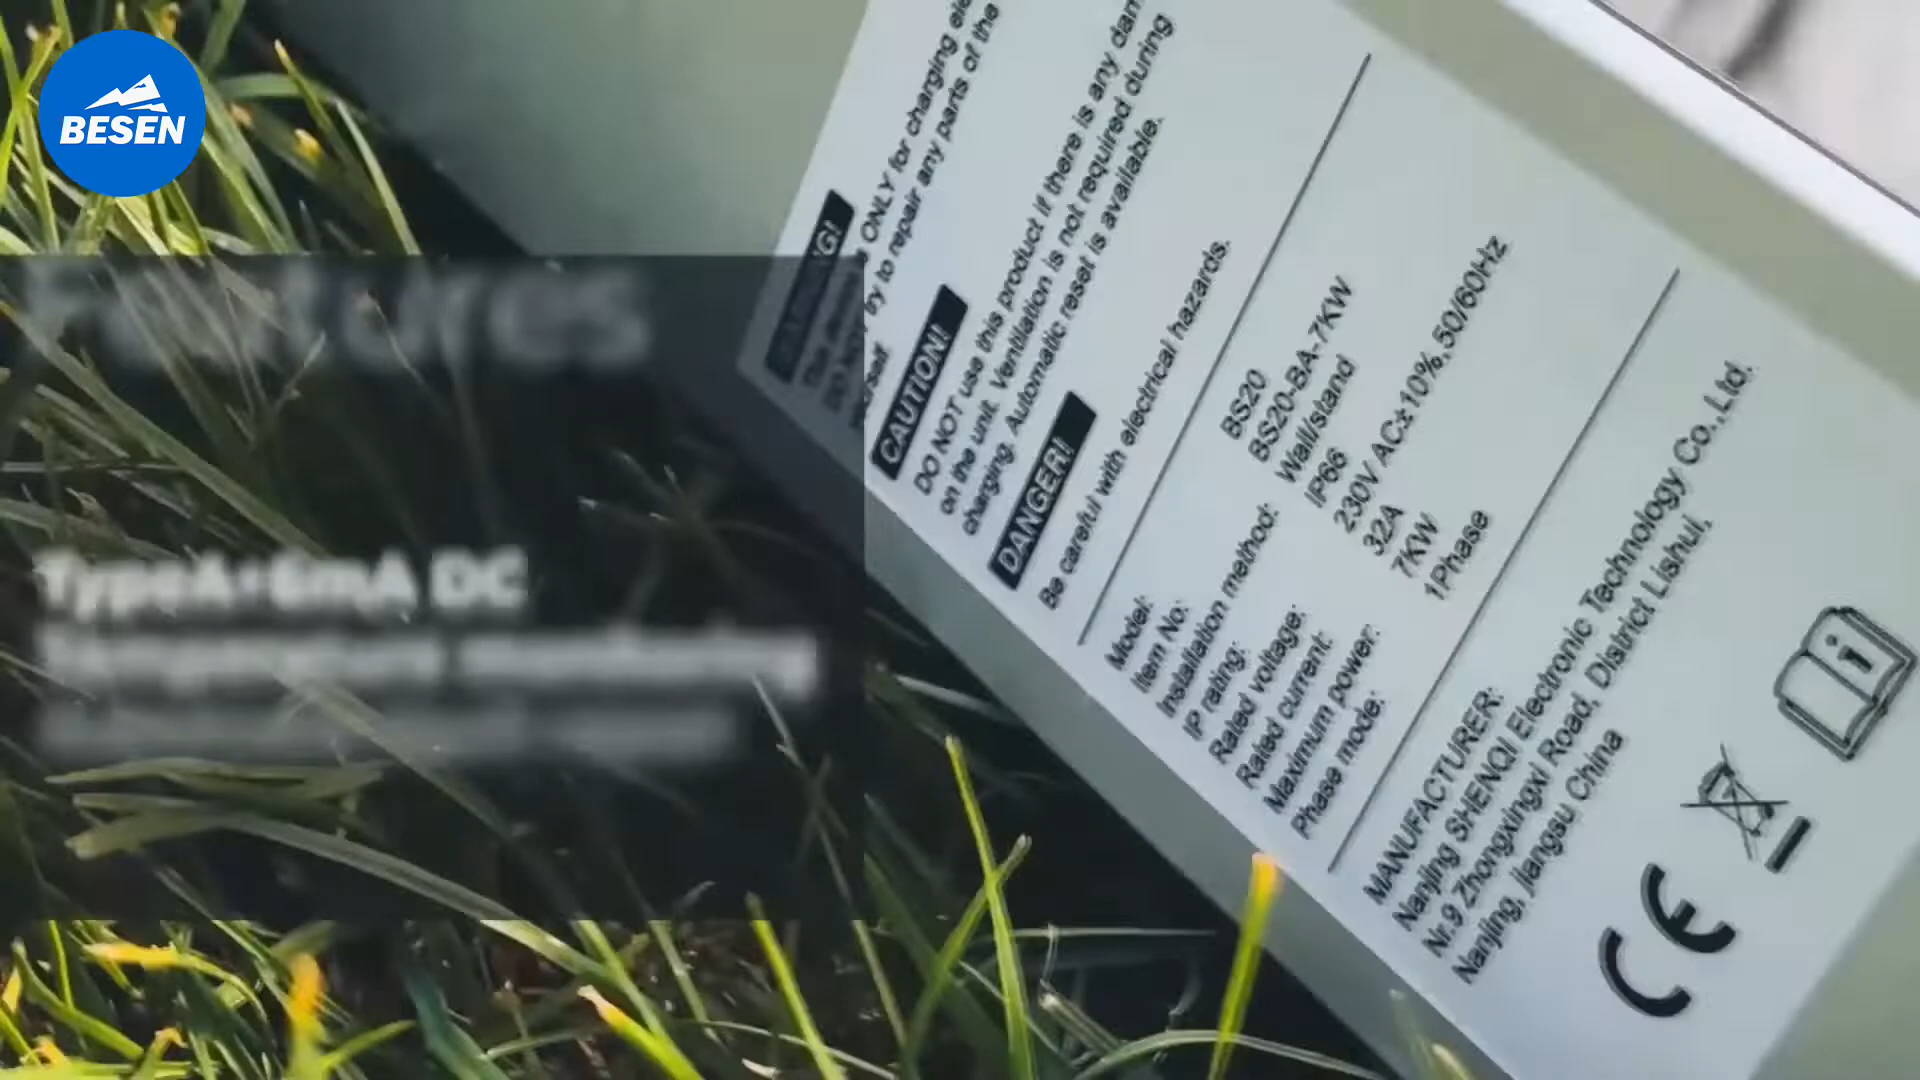 BESEN
Features
TypeA+6mA DC
Temperature monitoring
ONLY for charging
try to repair any parts of the
CAUTION!
DO NOT use this product if there is any
on the unit. Ventilation is not required during
charging. Automatic reset is available.
DANGER!
Be careful with electrical hazards.
Model: BS20
Item No: BS20-BA-7KW
Installation method: Wall/stand
IP rating: IP66
Rated voltage: 230V AC±10%,50/60Hz
Rated current: 32A
Maximum power: 7KW
Phase mode: 1Phase
MANUFACTURER:
Nanjing SHENQI Electronic Technology Co.,Ltd.
Nr.9 Zhongxingxi Road, District Lishui,
Nanjing, Jiangsu China
CE